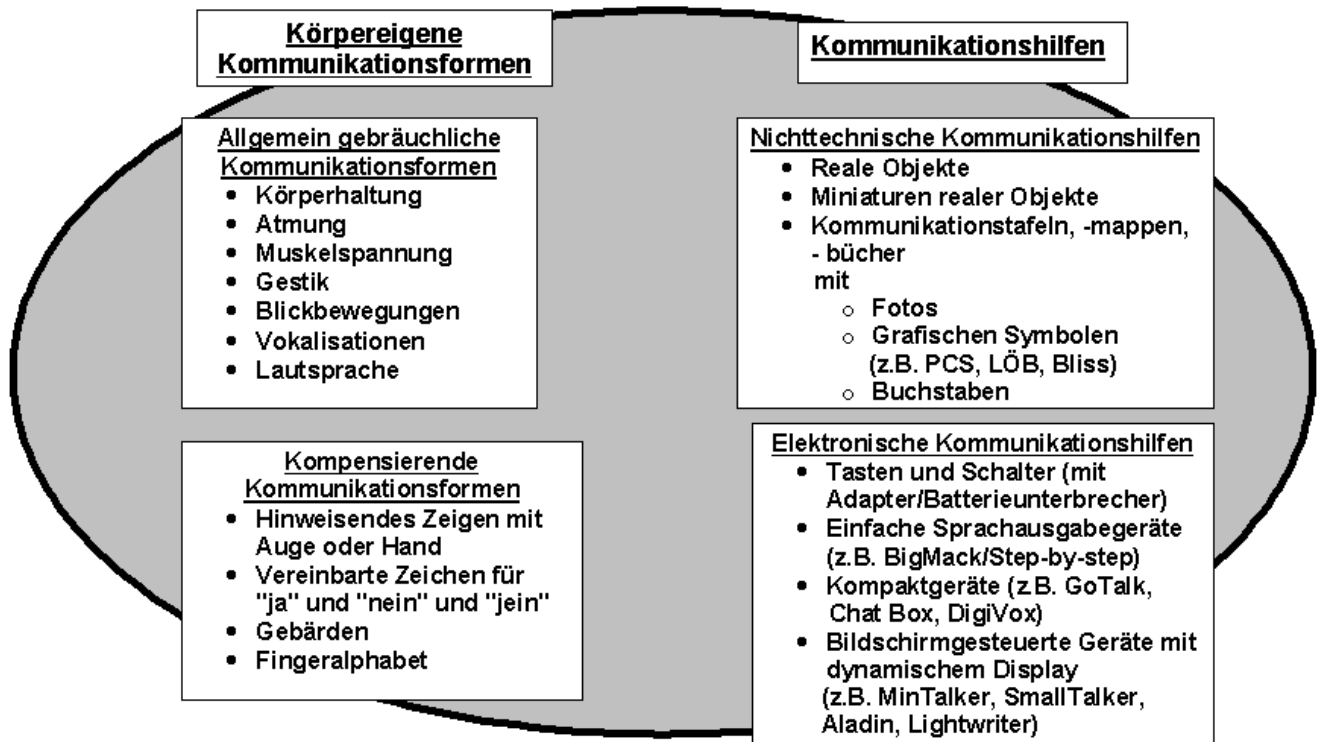 Körpereigene
Kommunikationsformen
Allgemein gebräuchliche
Kommunikationsformen
• Körperhaltung
• Atmung
• Muskelspannung
• Gestik
• Blickbewegungen
• Vokalisationen
• Lautsprache
Kompensierende
Kommunikationsformen
• Hinweisendes Zeigen mit
Auge oder Hand
• Vereinbarte Zeichen für
"ja" und "nein" und "jein"
• Gebärden
• Fingeralphabet
Kommunikationshilfen
Nichttechnische Kommunikationshilfen
• Reale Objekte
• Miniaturen realer Objekte
• Kommunikationstafeln, -mappen,
- bücher
mit
○ Fotos
○ Grafischen Symbolen
(z.B. PCS, LÖB, Bliss)
○ Buchstaben
Elektronische Kommunikationshilfen
• Tasten und Schalter (mit
Adapter/Batterieunterbrecher)
• Einfache Sprachausgabegeräte
(z.B. BigMack/Step-by-step)
• Kompaktgeräte (z.B. GoTalk,
Chat Box, DigiVox)
• Bildschirmgesteuerte Geräte mit
dynamischem Display
(z.B. MinTalker, SmallTalker,
Aladin, Lightwriter)